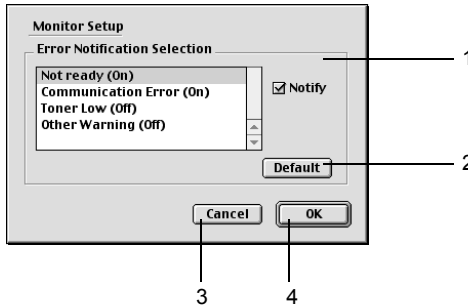 Monitor Setup
Error Notification Selection
1
Not ready (On)
Communication Error (On)
Toner Low (Off)
Other Warning (Off)
Notify
Default
2
Cancel
OK
3
4